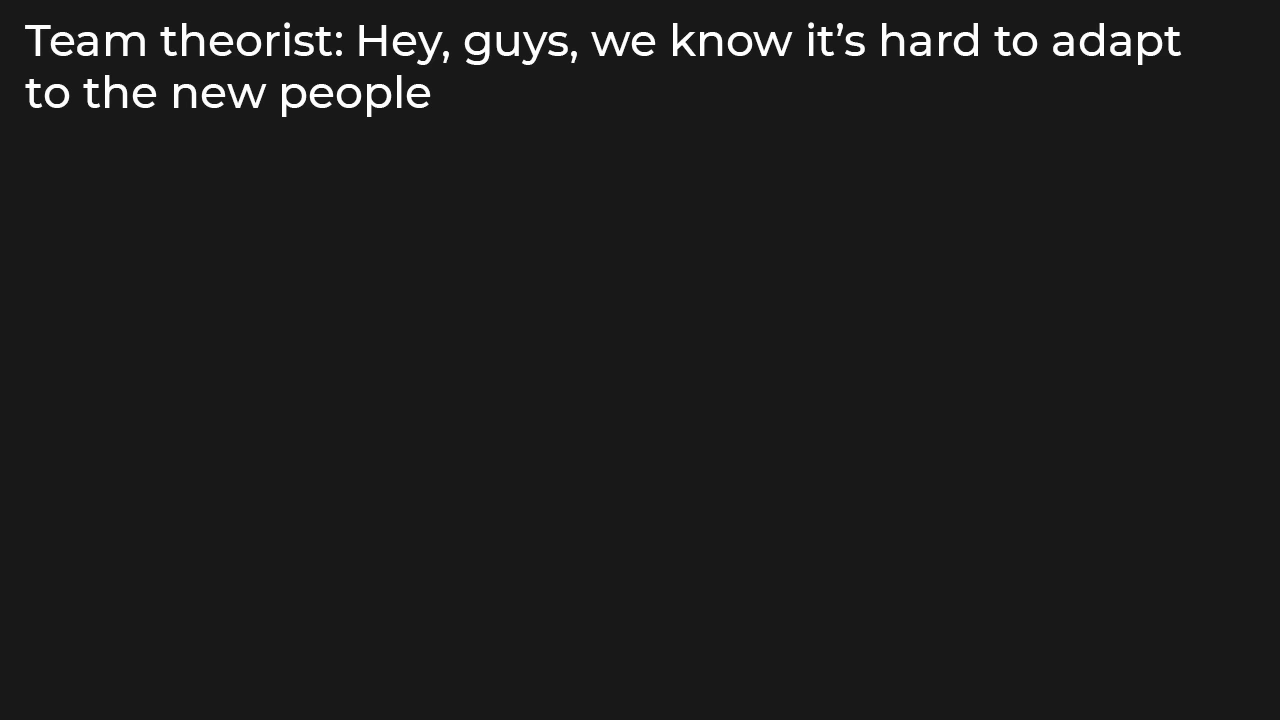 Team theorist: Hey, guys, we know it’s hard to adapt
to the new people